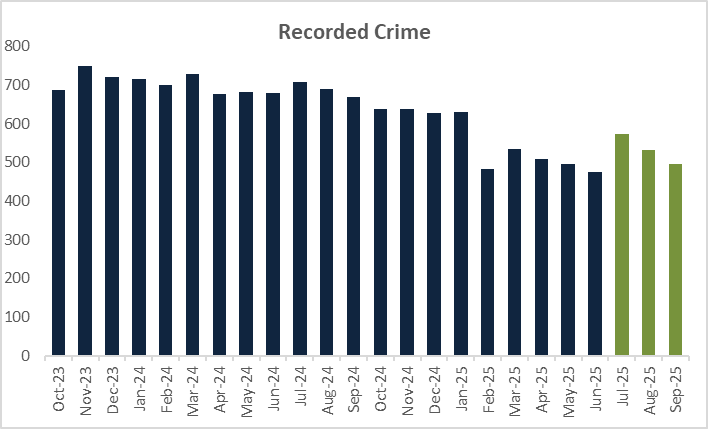 Recorded Crime
800
700
600
500
400
300
200
100
0
Oct-23
Nov-23
Dec-23
Jan-24
Feb-24
Mar-24
Apr-24
May-24
Jun-24
Jul-24
Aug-24
Sep-24
Oct-24
Nov-24
Dec-24
Jan-25
Feb-25
Mar-25
Apr-25
May-25
Jun-25
Jul-25
Aug-25
Sep-25